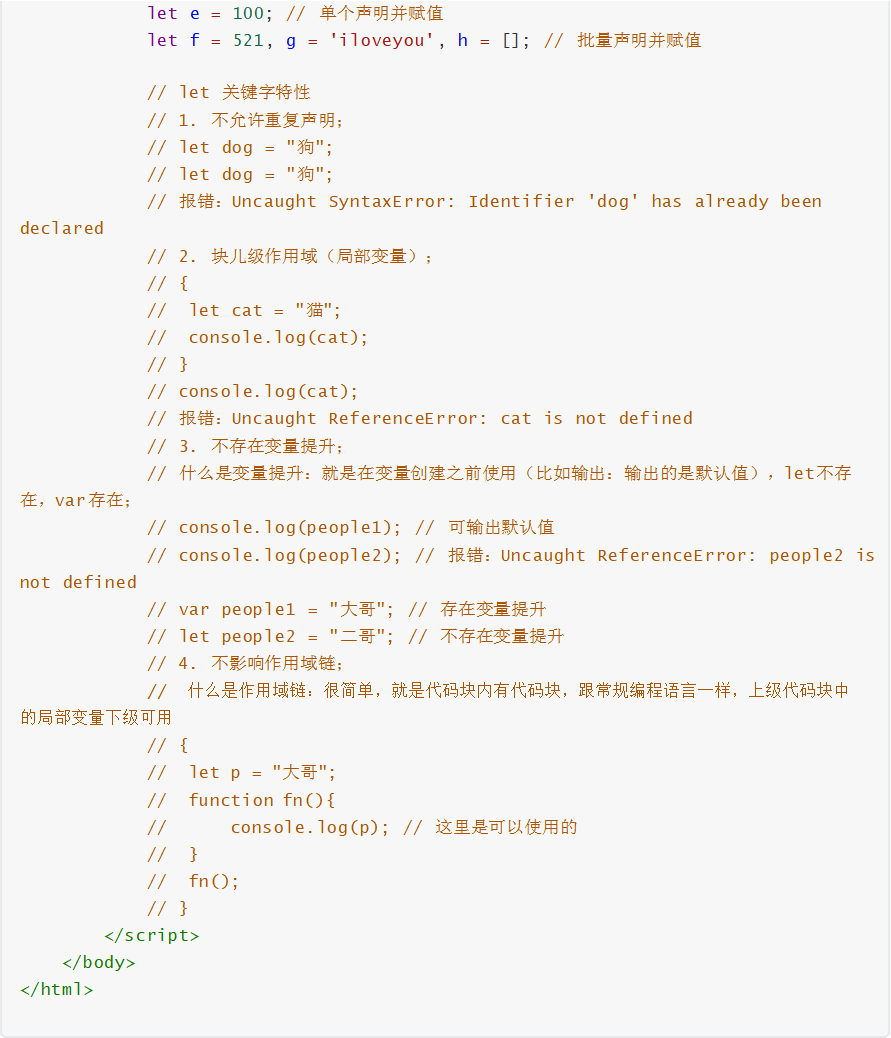 let e = 100; // 单个声明并赋值
let f = 521, g = 'iloveyou', h = []; // 批量声明并赋值
// let 关键字特性
// 1. 不允许重复声明；
// let dog = "狗";
// let dog = "狗";
// 报错：Uncaught SyntaxError: Identifier 'dog' has already been
declared
// 2. 块儿级作用域（局部变量）；
// {
//  let cat = "猫";
//  console.log(cat);
// }
// console.log(cat);
// 报错：Uncaught ReferenceError: cat is not defined
// 3. 不存在变量提升；
// 什么是变量提升：就是在变量创建之前使用（比如输出：输出的是默认值），let不存
在，var存在；
// console.log(people1); // 可输出默认值
// console.log(people2); // 报错：Uncaught ReferenceError: people2 is
not defined
// var people1 = "大哥"; // 存在变量提升
// let people2 = "二哥"; // 不存在变量提升
// 4. 不影响作用域链；
//  什么是作用域链：很简单，就是代码块内有代码块，跟常规编程语言一样，上级代码块中
的局部变量下级可用
// {
//  let p = "大哥";
//  function fn(){
//      console.log(p); // 这里是可以使用的
//  }
//  fn();
// }
</script>
</body>
</html>